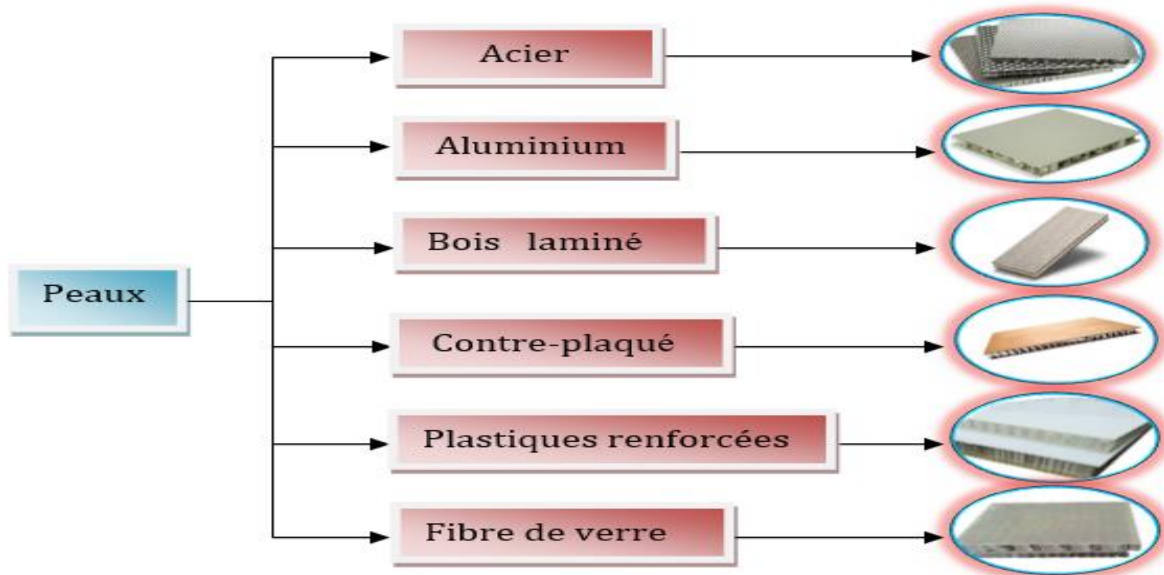 Acier
Aluminium
Bois laminé
Peaux
Contre-plaqué
Plastiques renforcées
Fibre de verre